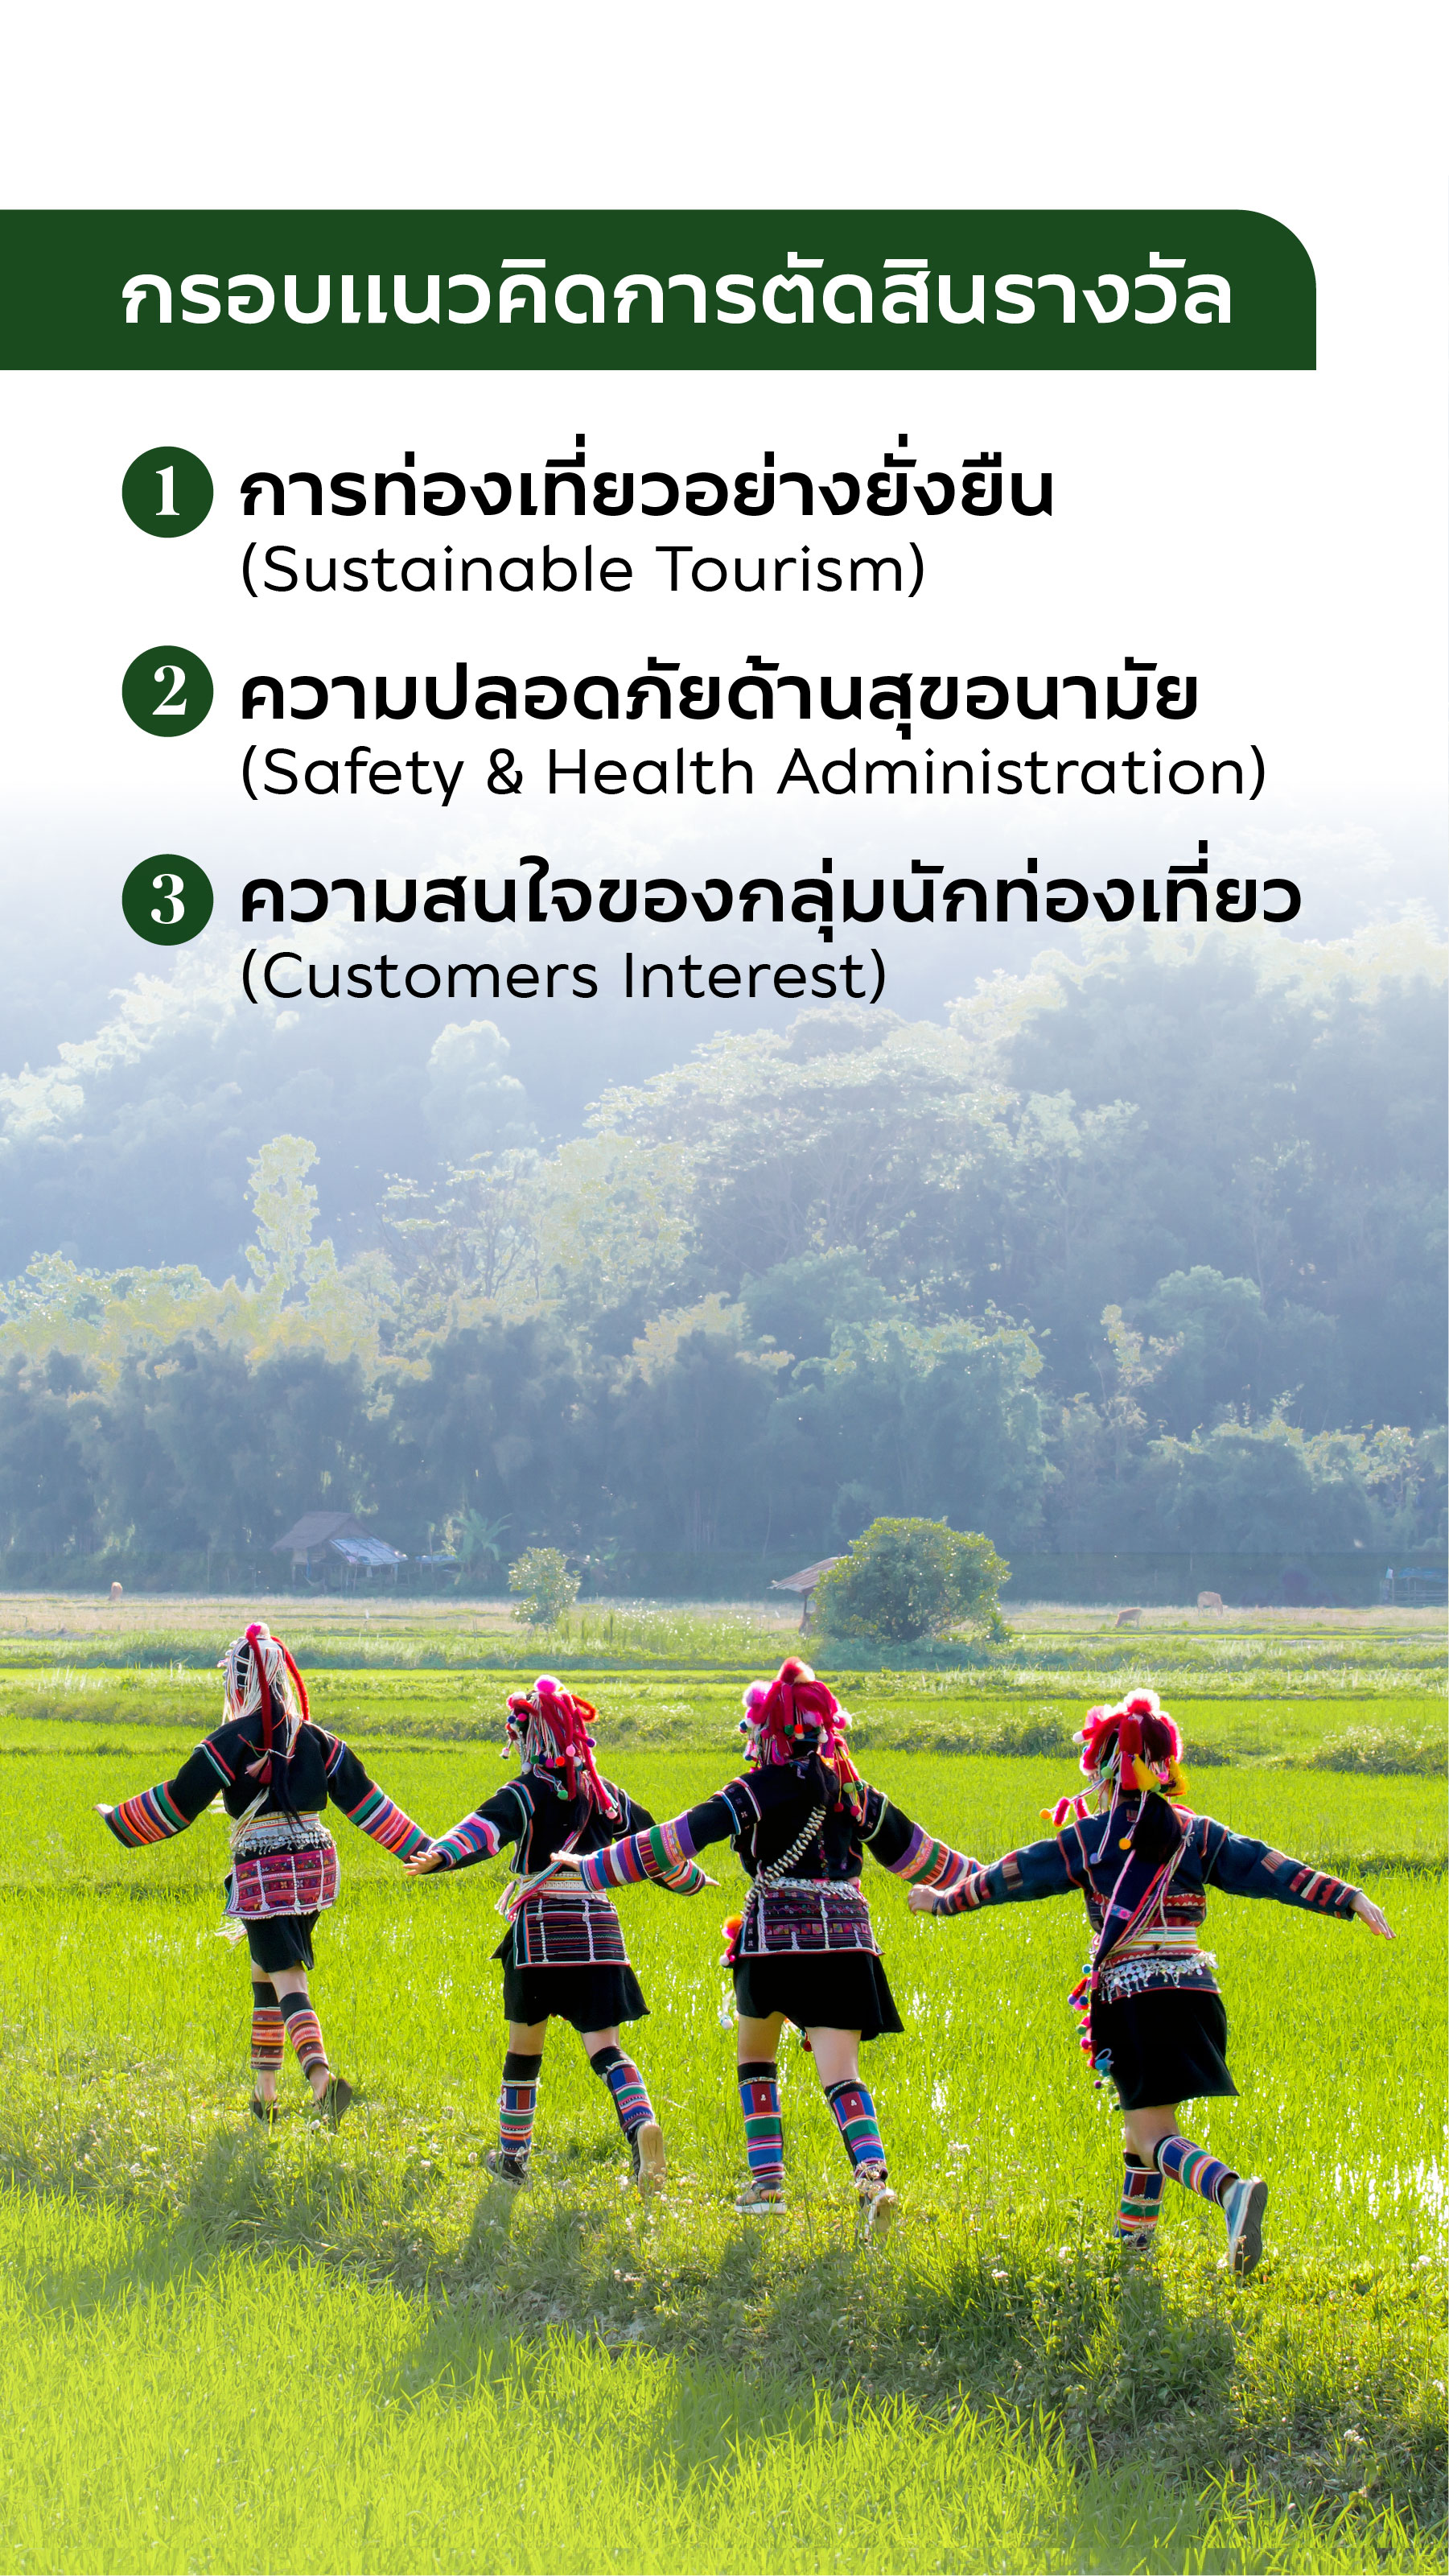 กรอบแนวคิดการตัดสินรางวัล
1 การท่องเที่ยวอย่างยั่งยืน
(Sustainable Tourism)
2 ความปลอดภัยด้านสุขอนามัย
(Safety & Health Administration)
3 ความสนใจของกลุ่มนักท่องเที่ยว
(Customers Interest)